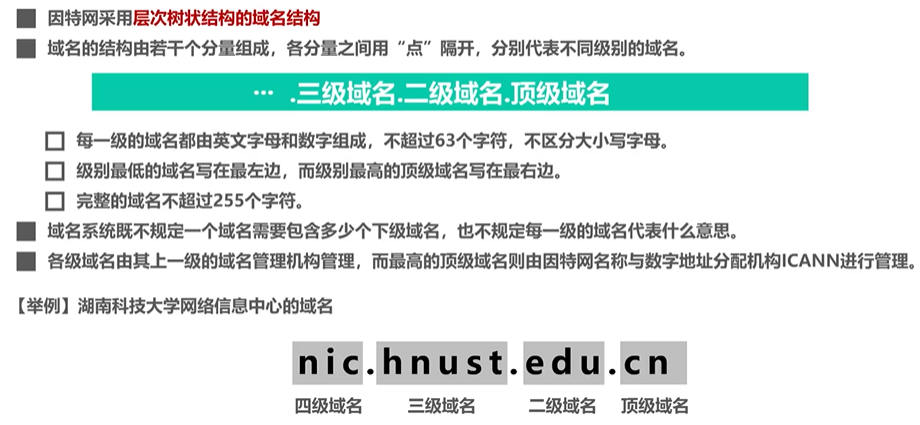 因特网采用层次树状结构的域名结构
域名的结构由若干个分量组成，各分量之间用“点”隔开，分别代表不同级别的域名。
… .三级域名.二级域名.顶级域名
每一级的域名都由英文字母和数字组成，不超过63个字符，不区分大小写字母。
级别最低的域名写在最左边，而级别最高的顶级域名写在最右边。
完整的域名不超过255个字符。
域名系统既不规定一个域名需要包含多少个下级域名，也不规定每一级的域名代表什么意思。
各级域名由其上一级的域名管理机构管理，而最高的顶级域名则由因特网名称与数字地址分配机构ICANN进行管理。
【举例】湖南科技大学网络信息中心的域名
nic.hnust.edu.cn
四级域名 三级域名 二级域名 顶级域名